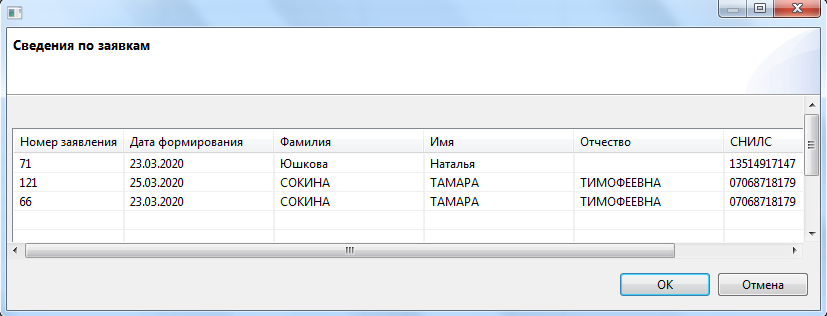 Сведения по заявкам
Номер заявления Дата формирования Фамилия Имя Отчество СНИЛС
71 23.03.2020 Юшкова Наталья 13514917147
121 25.03.2020 СОКИНА ТАМАРА ТИМОФЕЕВНА 07068718179
66 23.03.2020 СОКИНА ТАМАРА ТИМОФЕЕВНА 07068718179
ОК Отмена